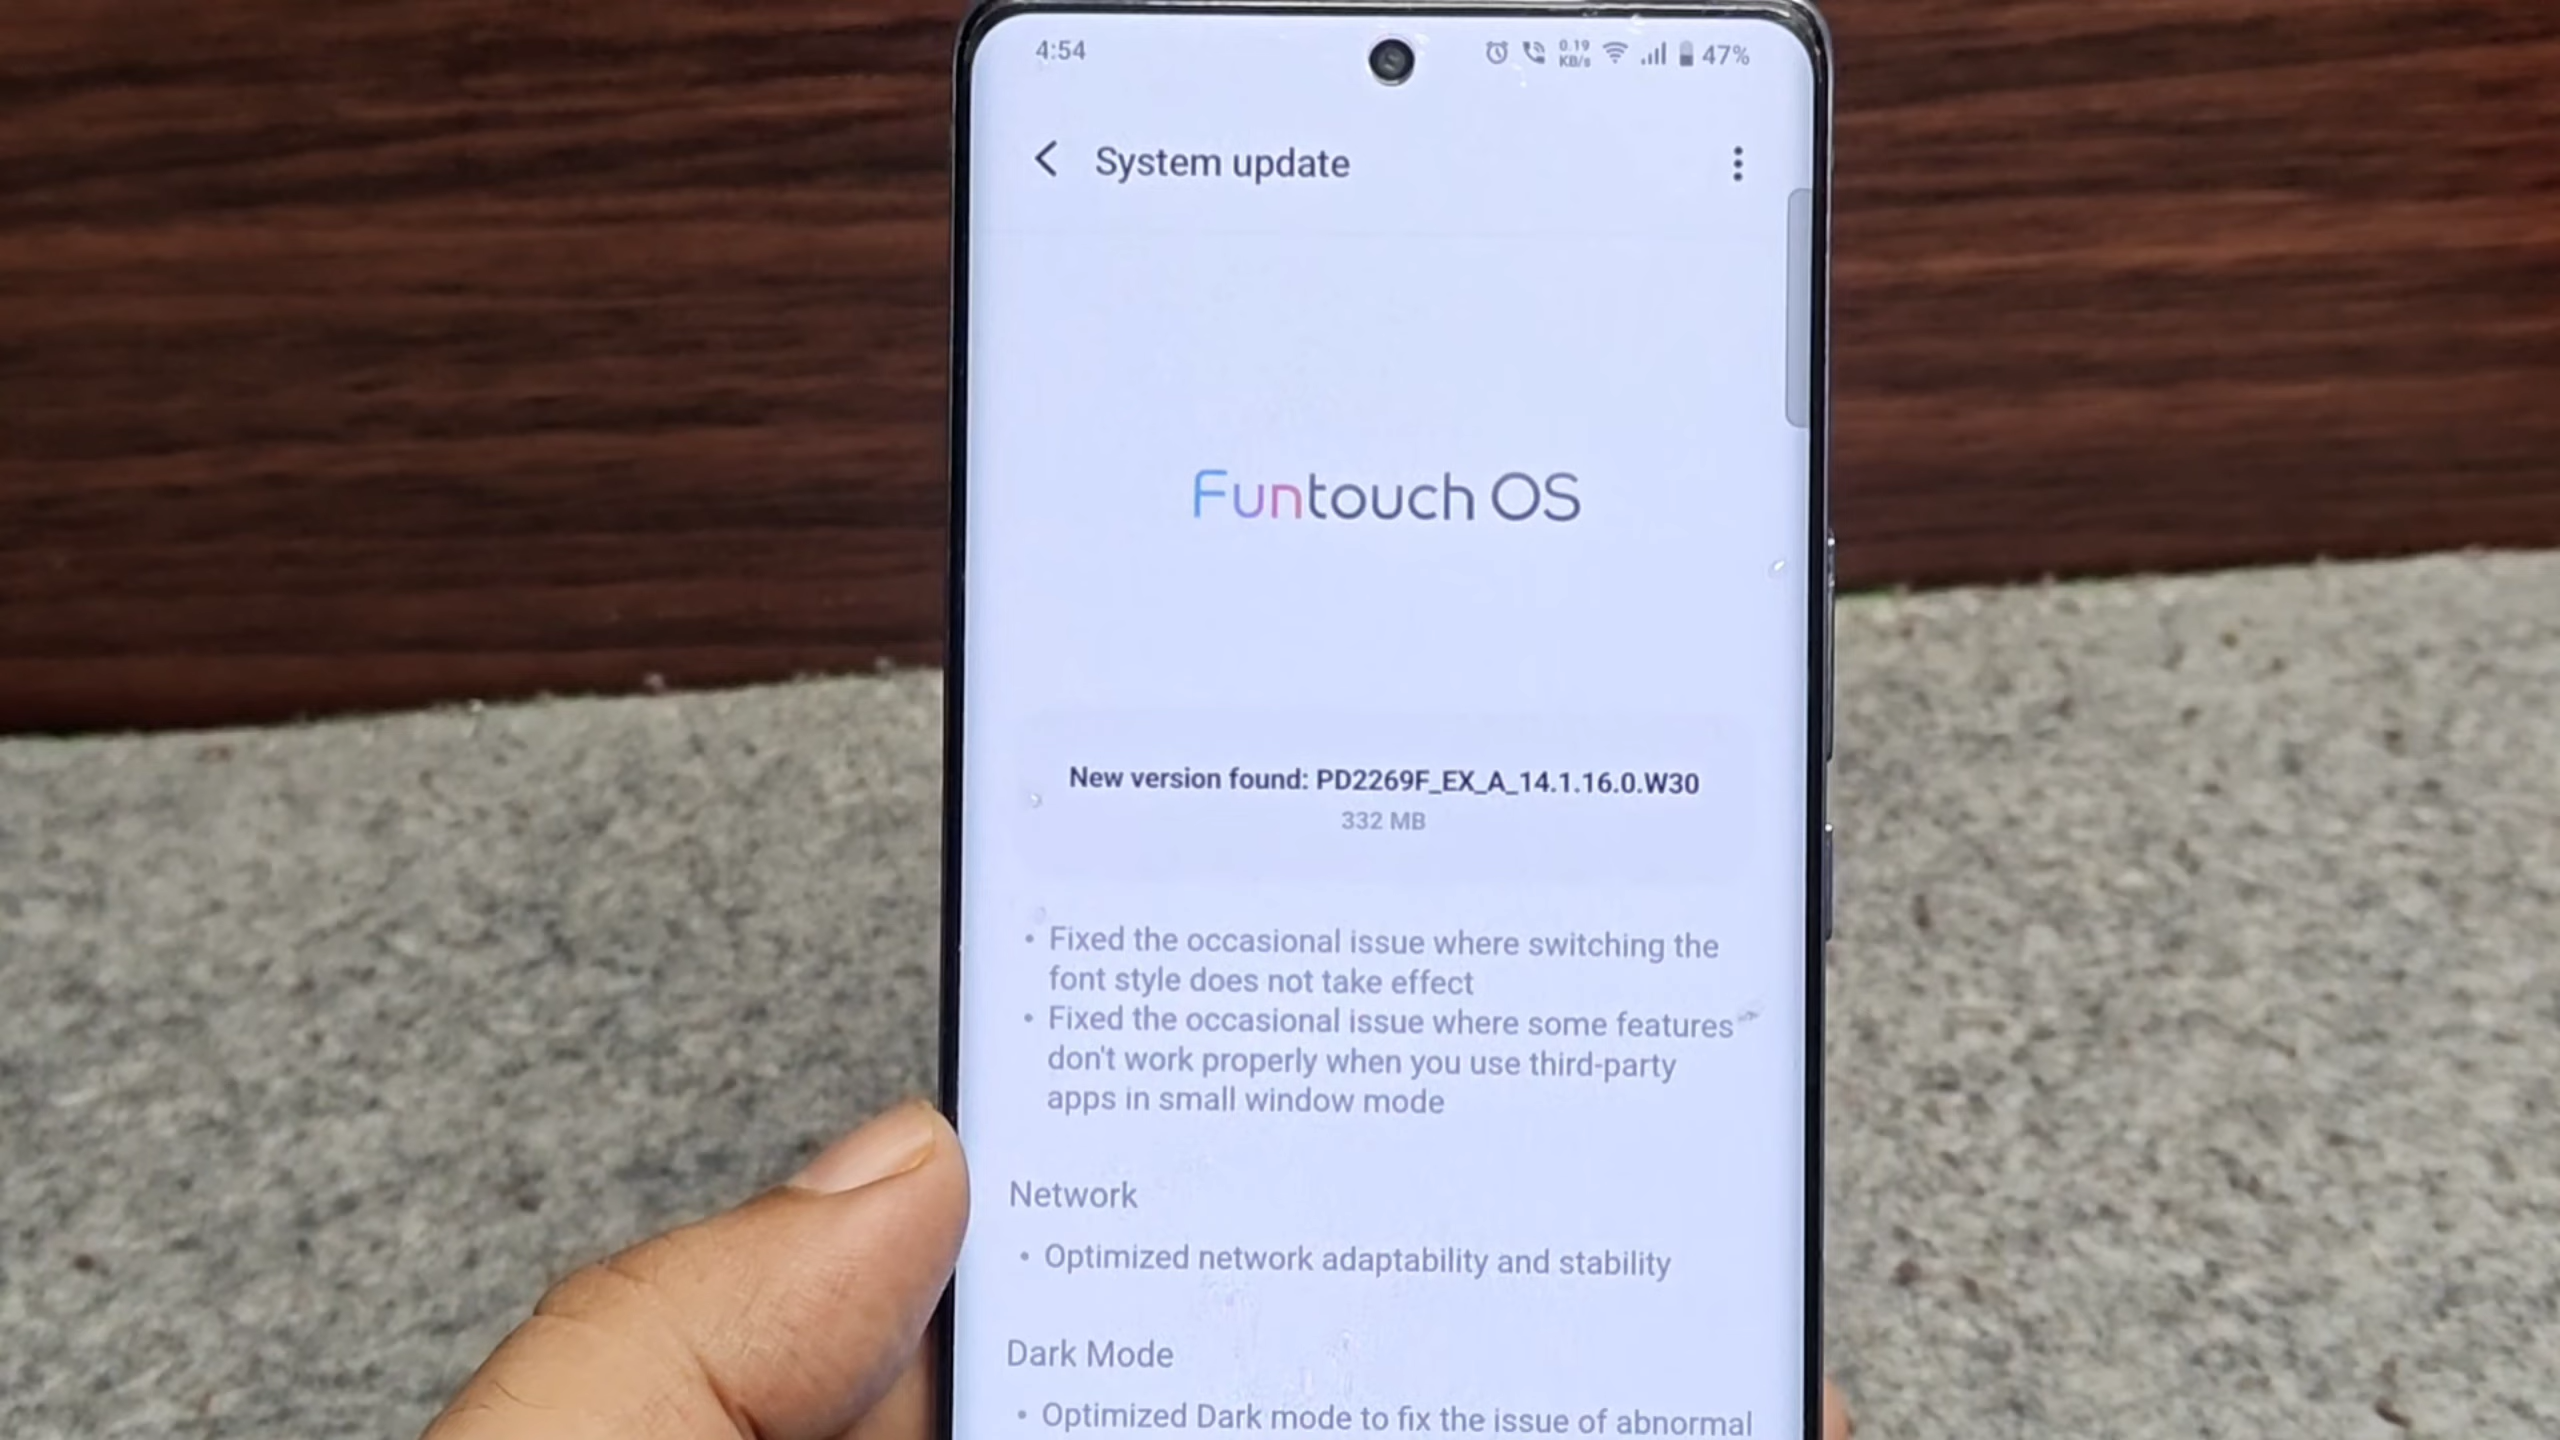 4:54
0.19
KB/s
47%
System update
Funtouch OS
New version found: PD2269F_EX_A_14.1.16.0.W30
332 MB
• Fixed the occasional issue where switching the
font style does not take effect
• Fixed the occasional issue where some features
don't work properly when you use third-party
apps in small window mode
Network
• Optimized network adaptability and stability
Dark Mode
• Optimized Dark mode to fix the issue of abnormal